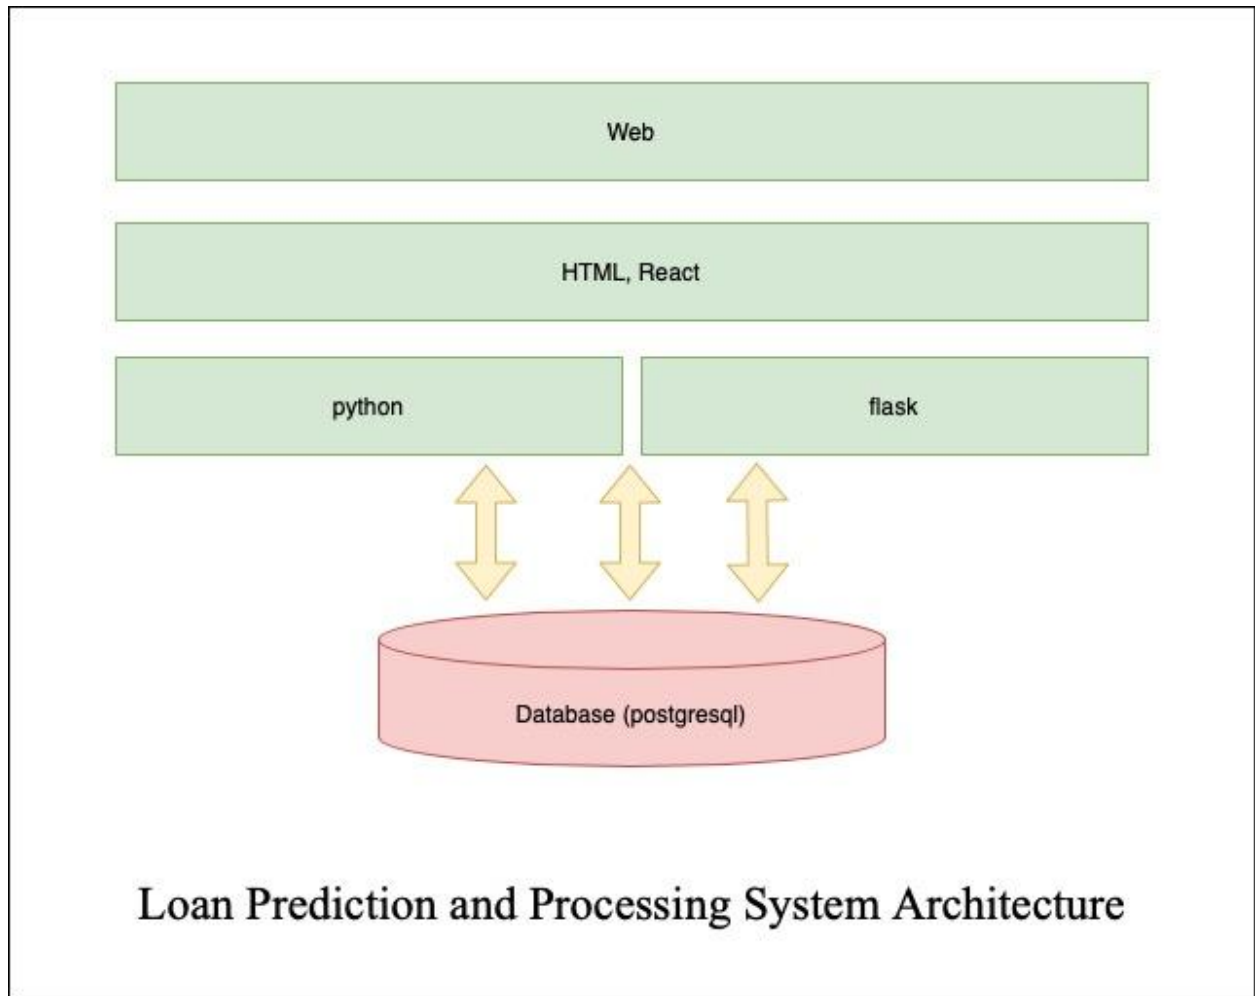 Web
HTML, React
python
flask
Database (postgresql)
Loan Prediction and Processing System Architecture